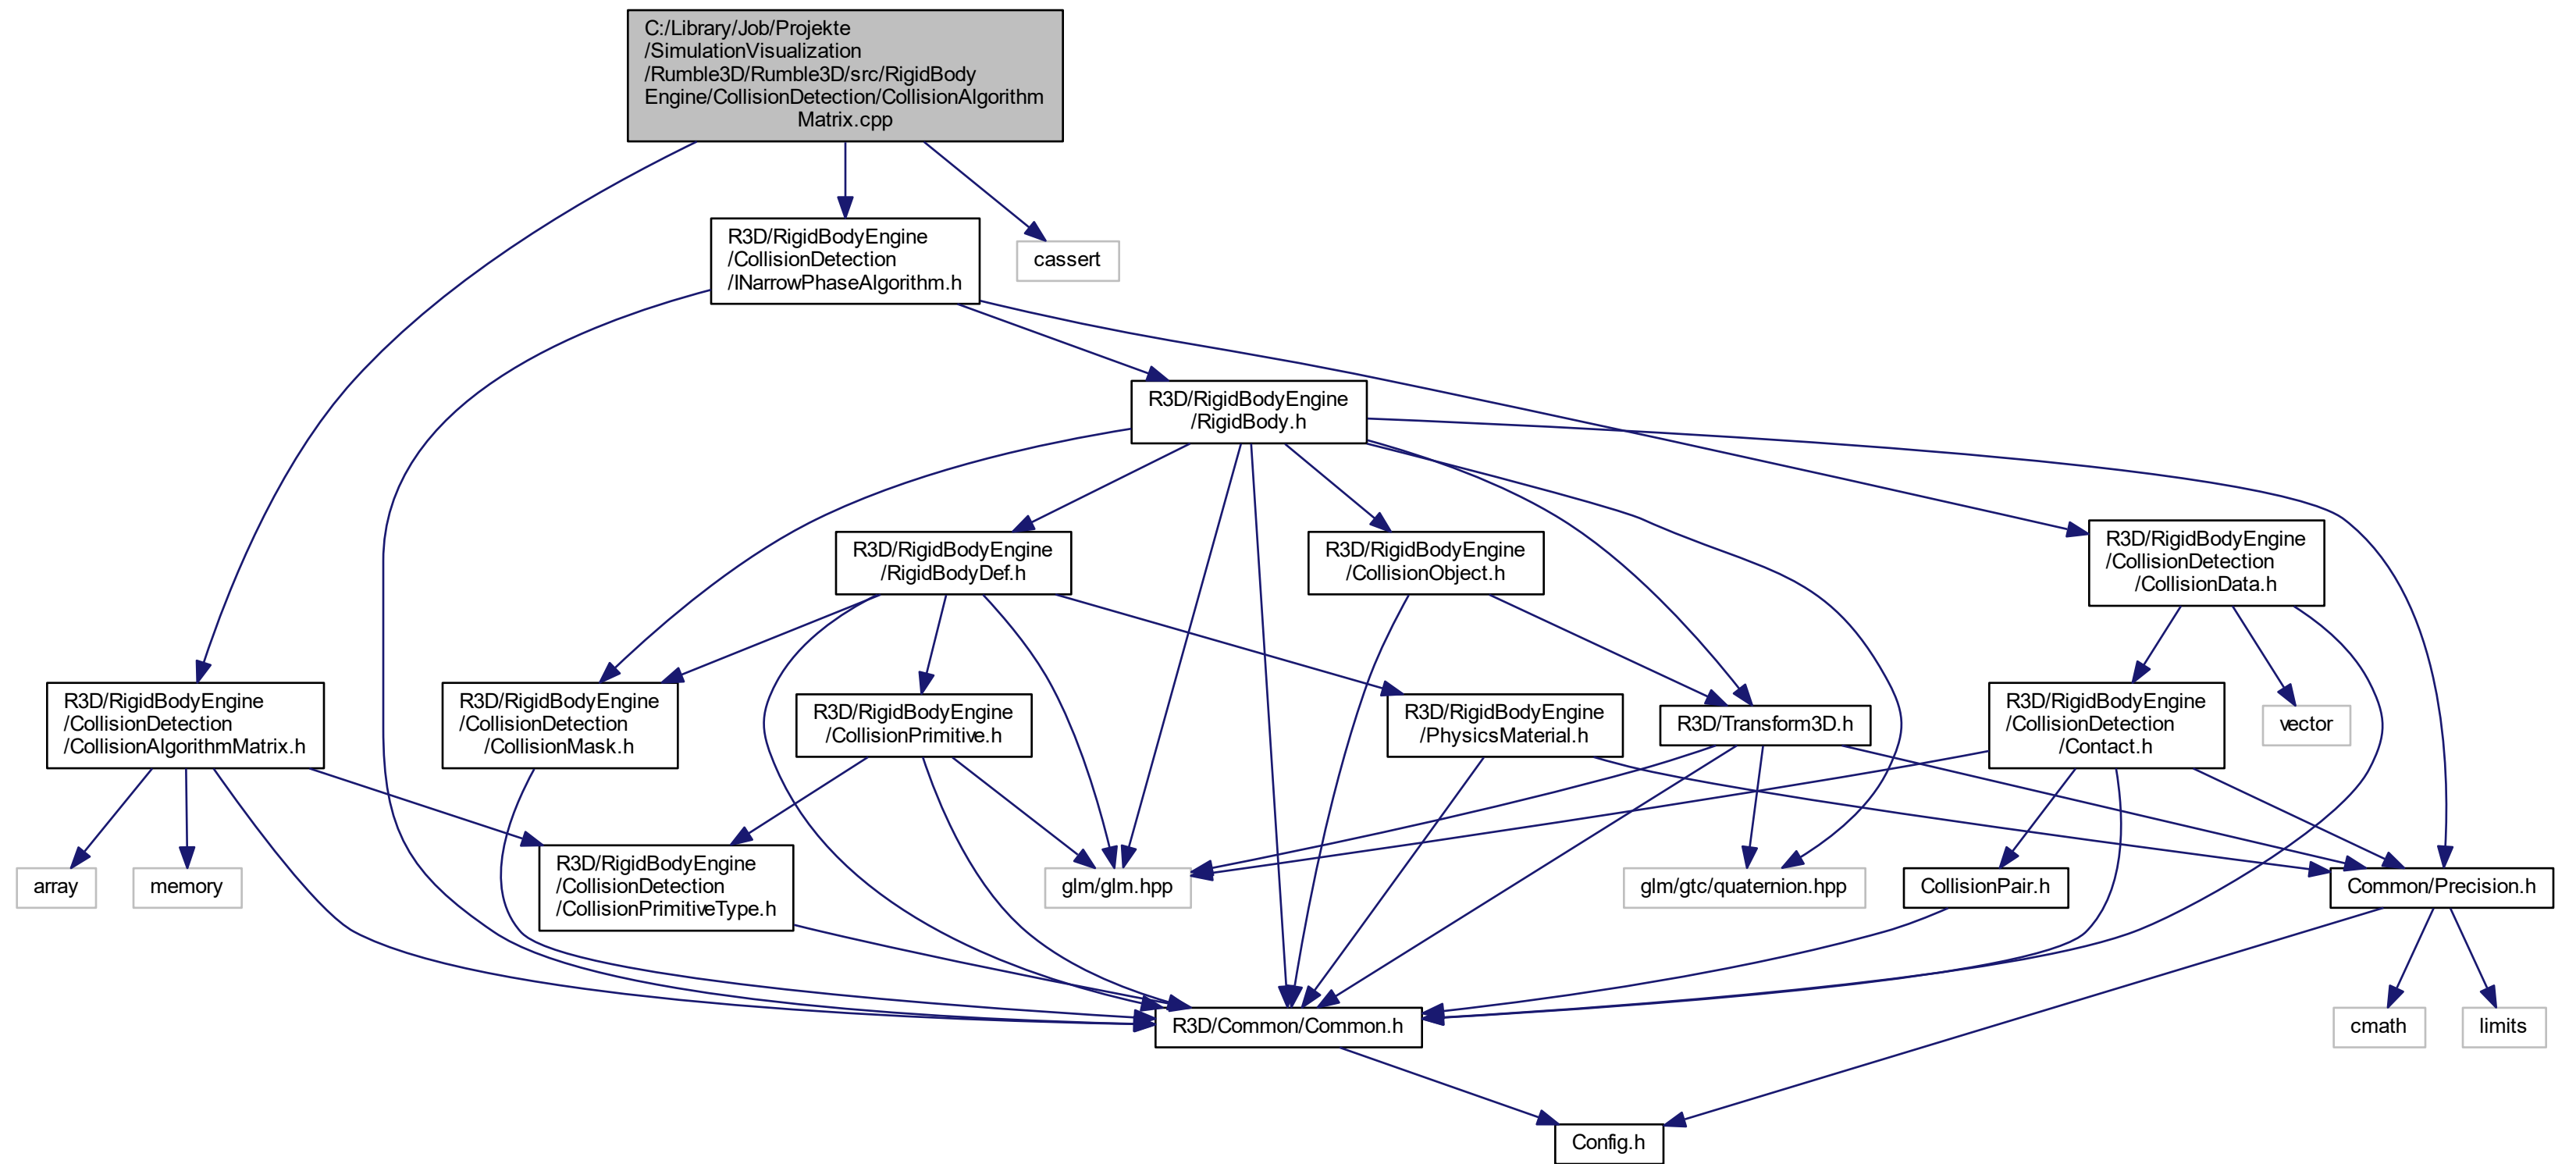 C:/Library/Job/Projekte
/SimulationVisualization
/Rumble3D/Rumble3D/src/RigidBody
Engine/CollisionDetection/CollisionAlgorithm
Matrix.cpp
R3D/RigidBodyEngine
/CollisionDetection
/INarrowPhaseAlgorithm.h
cassert
R3D/RigidBodyEngine
/RigidBody.h
R3D/RigidBodyEngine
/RigidBodyDef.h
R3D/RigidBodyEngine
/CollisionObject.h
R3D/RigidBodyEngine
/CollisionDetection
/CollisionData.h
R3D/RigidBodyEngine
/CollisionDetection
/CollisionAlgorithmMatrix.h
R3D/RigidBodyEngine
/CollisionDetection
/CollisionMask.h
R3D/RigidBodyEngine
/CollisionPrimitive.h
R3D/RigidBodyEngine
/PhysicsMaterial.h
R3D/Transform3D.h
R3D/RigidBodyEngine
/CollisionDetection
/Contact.h
vector
array
memory
R3D/RigidBodyEngine
/CollisionDetection
/CollisionPrimitiveType.h
glm/glm.hpp
glm/gtc/quaternion.hpp
CollisionPair.h
Common/Precision.h
R3D/Common/Common.h
cmath
limits
Config.h